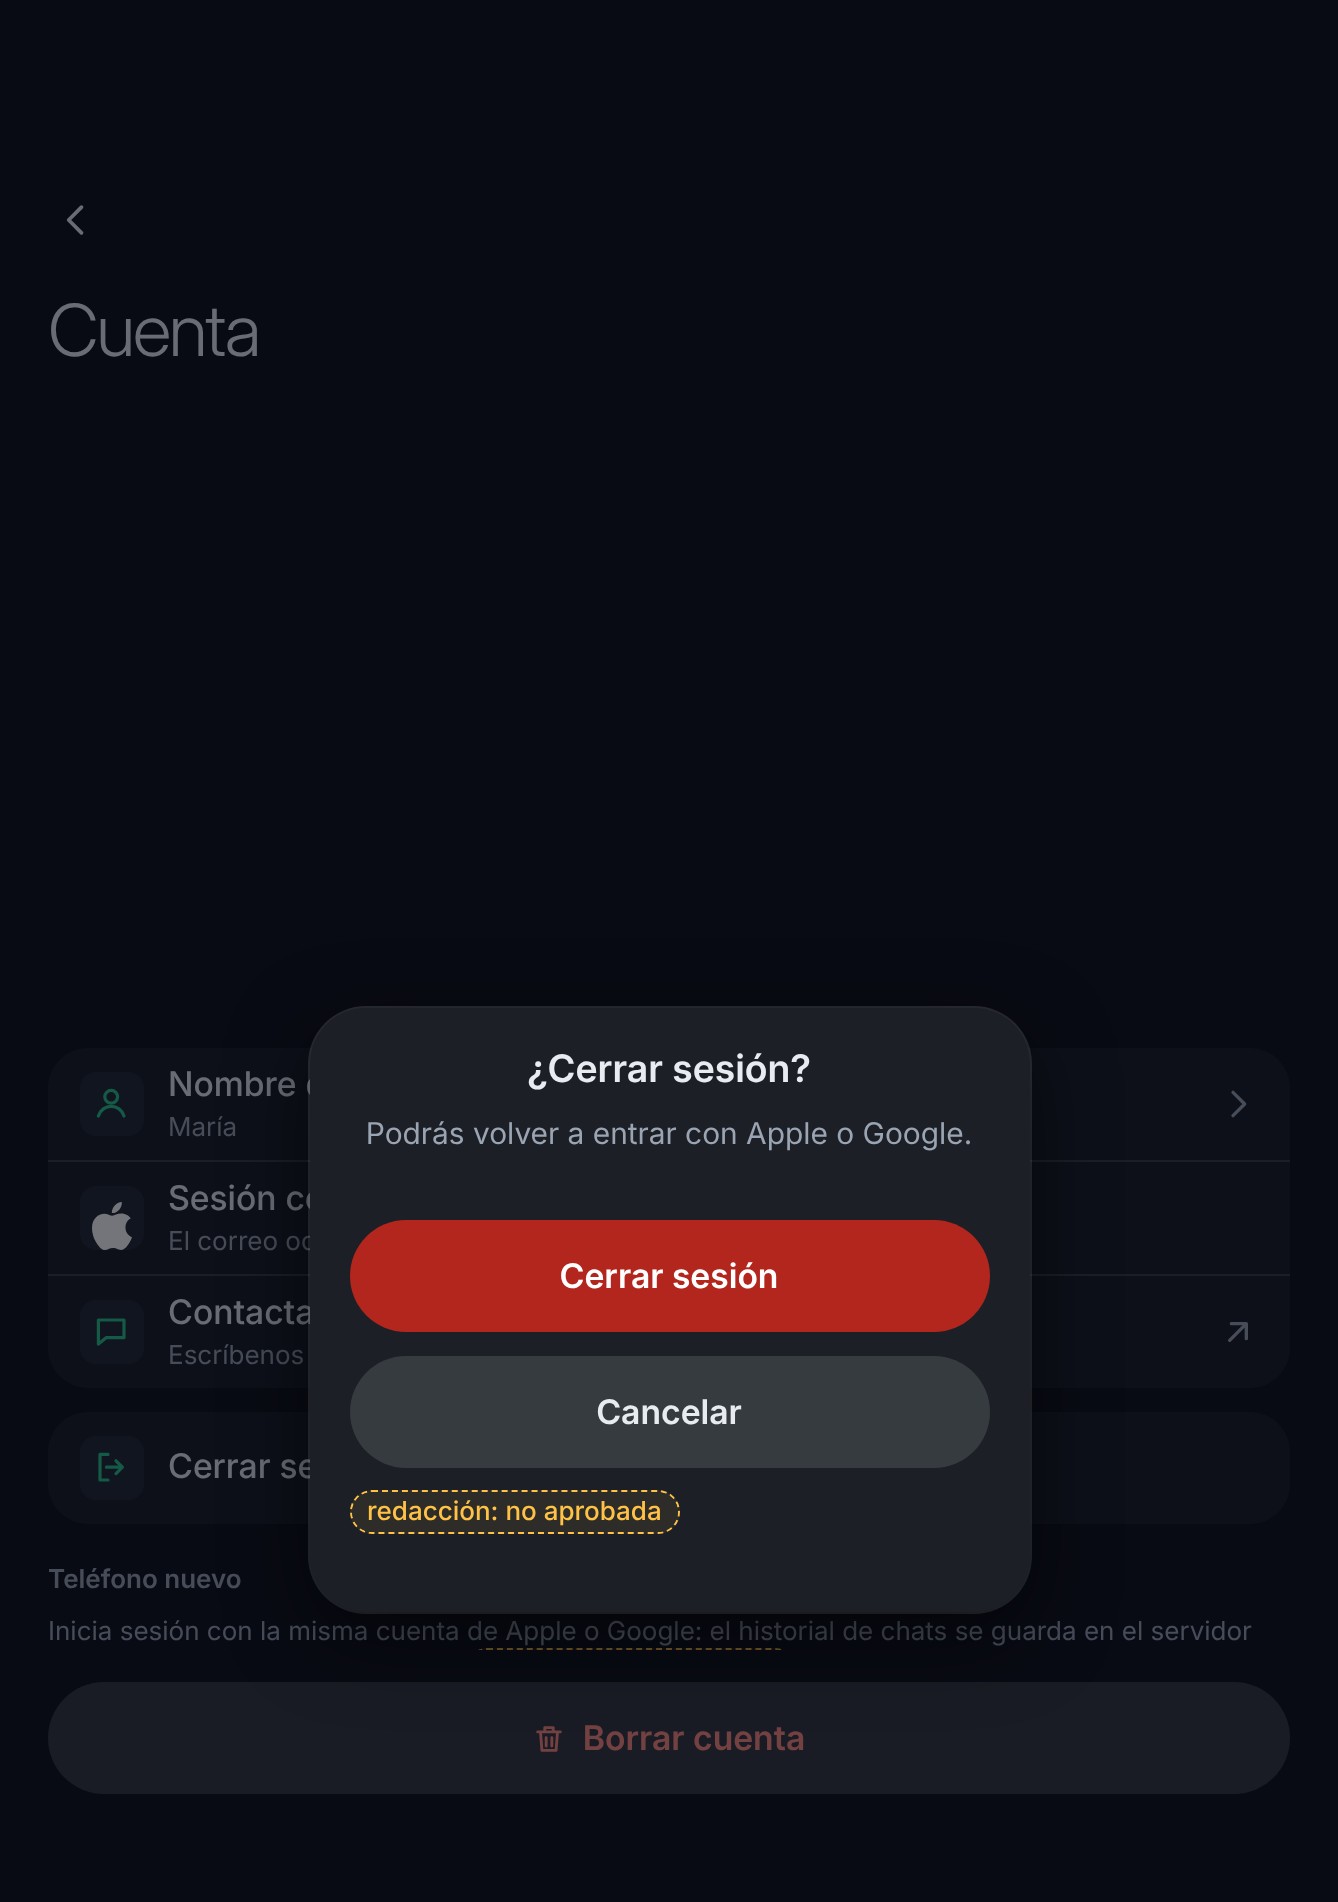 Cuenta
¿Cerrar sesión?
Podrás volver a entrar con Apple o Google.
Cerrar sesión
Cancelar
redacción: no aprobada
Nombre
María
Sesión
El correo
Contacta
Escríbenos
Cerrar
Teléfono nuevo
Inicia sesión con la misma cuenta de Apple o Google: el historial de chats se guarda en el servidor
Borrar cuenta